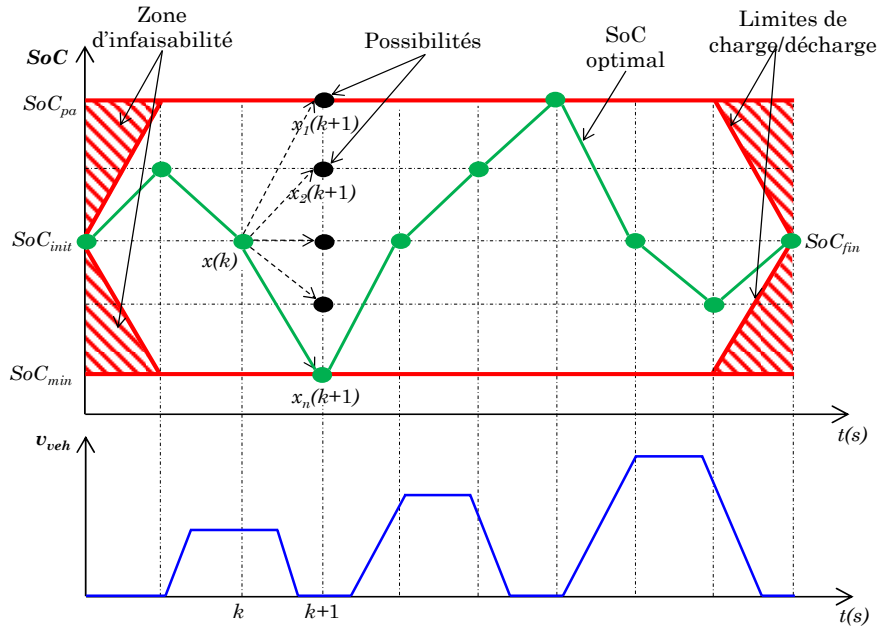 Zone
d'infaisabilité
Possibilités
SoC
optimal
Limites de
charge/décharge
SoC
SoC_pa
x_1(k+1)
x_2(k+1)
SoC_init
x(k)
SoC_fin
SoC_min
x_n(k+1)
t(s)
v_veh
k
k+1
t(s)